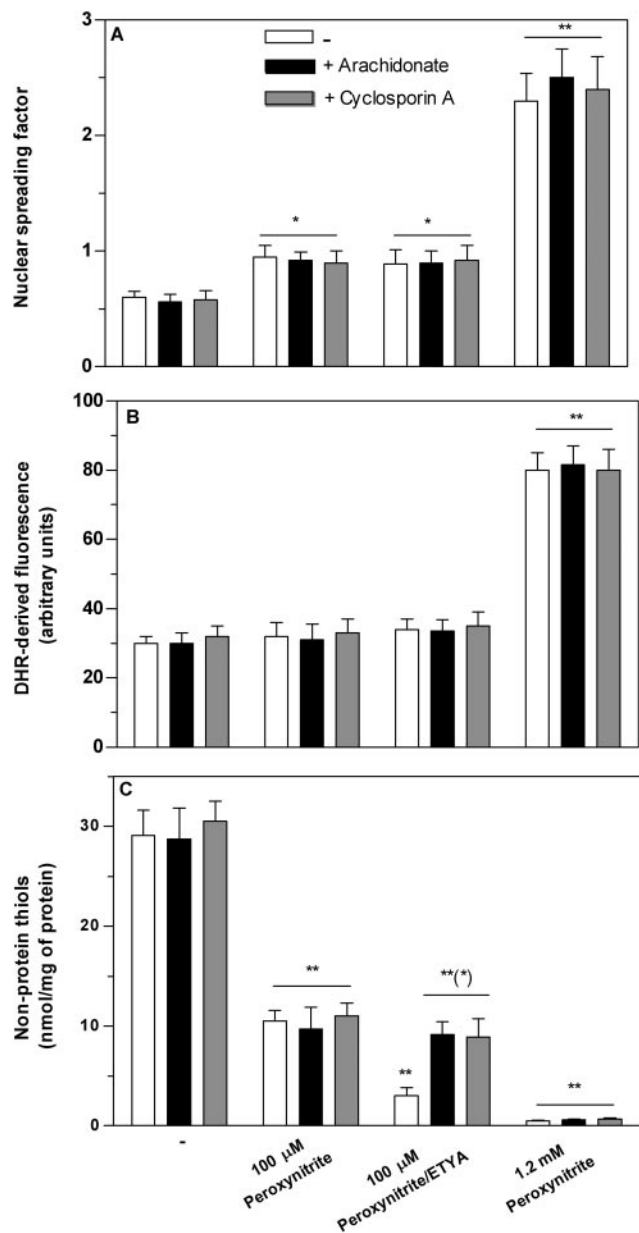 A
-
+ Arachidonate
+ Cyclosporin A
**
*
*
3
2
1
0
Nuclear spreading factor
B
**
100
80
60
40
20
0
DHR-derived fluorescence
(arbitrary units)
C
**
**(*)
**
**
30
20
10
0
Non-protein thiols
(nmol/mg of protein)
-
100 µM
Peroxynitrite
100 µM
Peroxynitrite/ETYA
1.2 mM
Peroxynitrite